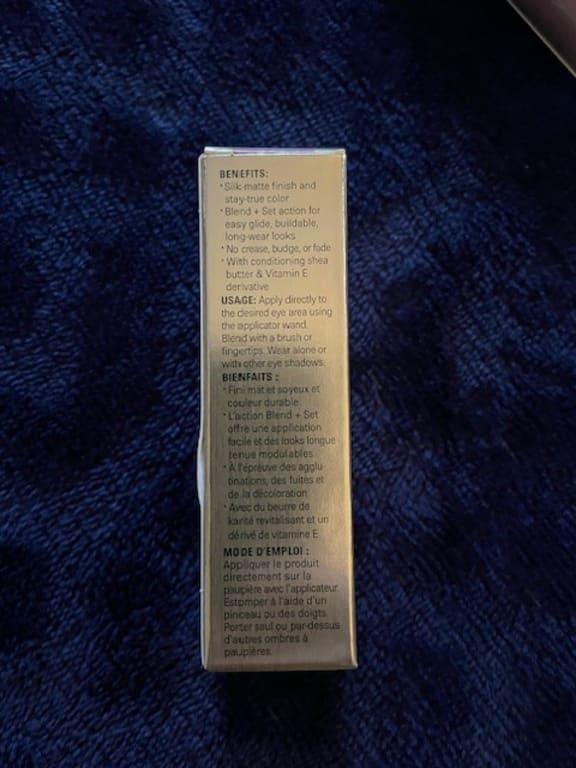 BENEFITS:
• Silk-matte finish and
stay-true color
• Blend + Set action for
easy glide, buildable,
long-wear looks
• No crease, budge, or fade
• With conditioning shea
butter & Vitamin E
derivative
USAGE: Apply directly to
the desired eye area using
the applicator wand.
Blend with a brush or
fingertips. Wear alone or
with other eye shadows.
BIENFAITS :
• Fini mat et soyeux et
couleur durable
• L'action Blend + Set
offre une application
facile et des looks longue
tenue modulables
• À l'épreuve des agglu-
tinations, des fuites et
de la décoloration
• Avec du beurre de
karité revitalisant et un
dérivé de vitamine E
MODE D'EMPLOI :
Appliquer le produit
directement sur la
paupière avec l'applicateur.
Estomper à l'aide d'un
pinceau ou des doigts.
Porter seul ou par-dessus
d'autres ombres à
paupières.